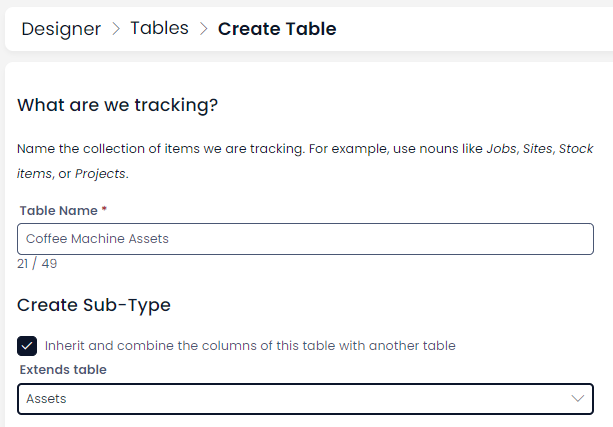 Designer > Tables > Create Table
What are we tracking?
Name the collection of items we are tracking. For example, use nouns like Jobs, Sites, Stock
items, or Projects.
Table Name *
Coffee Machine Assets
21 / 49
Create Sub-Type
Inherit and combine the columns of this table with another table
Extends table
Assets